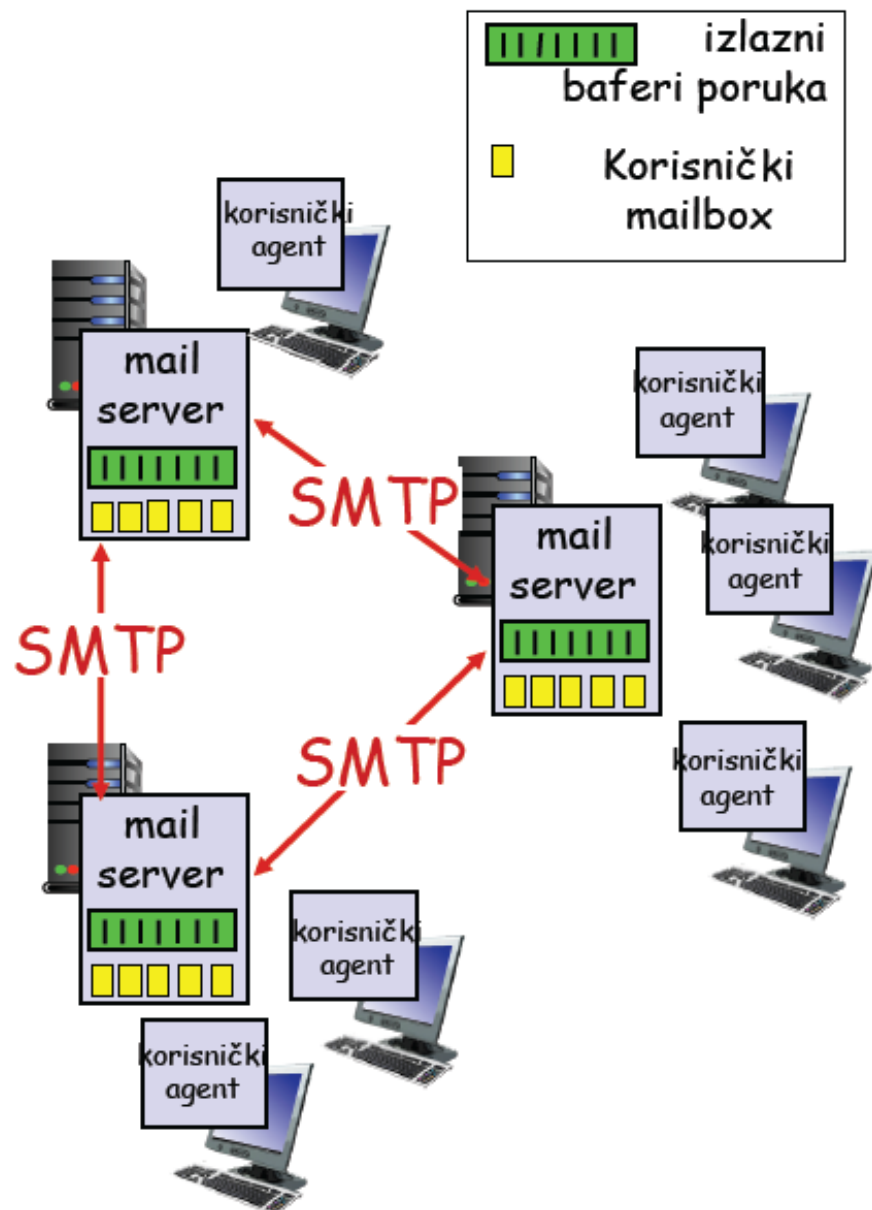 izlazni
baferi poruka
Korisnički
mailbox
korisnički
agent
mail
server
korisnički
agent
SMTP
mail
server
korisnički
agent
SMTP
SMTP
korisnički
agent
mail
server
korisnički
agent
korisnički
agent